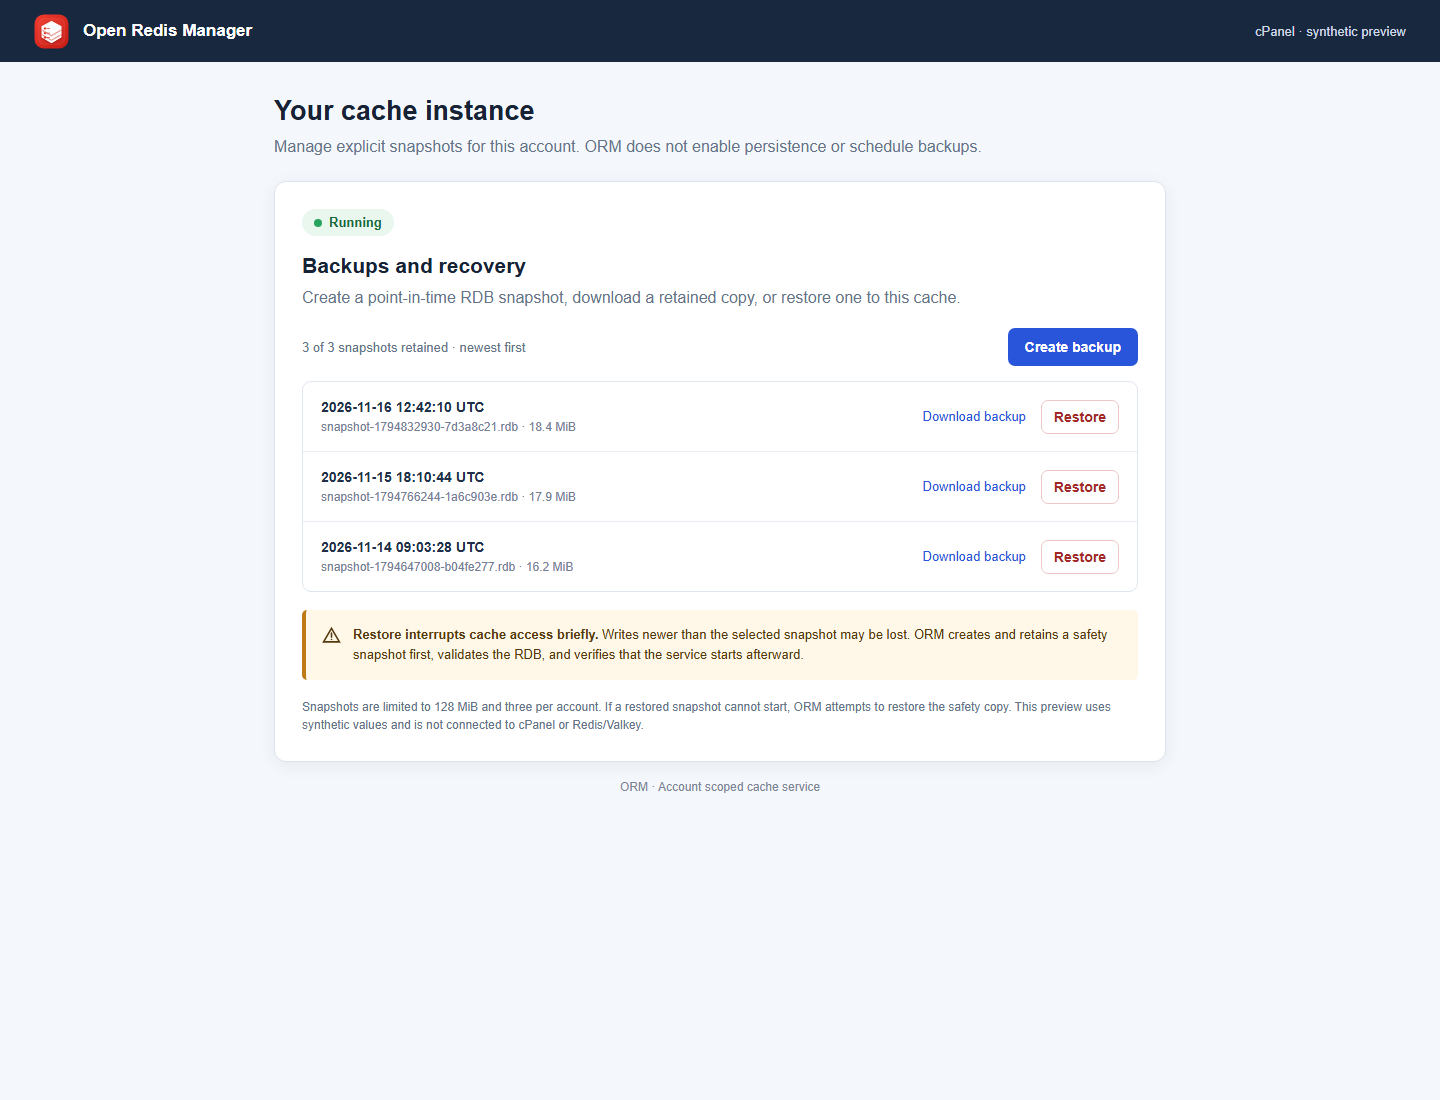 Open Redis Manager
cPanel · synthetic preview
Your cache instance
Manage explicit snapshots for this account. ORM does not enable persistence or schedule backups.
Running
Backups and recovery
Create a point-in-time RDB snapshot, download a retained copy, or restore one to this cache.
3 of 3 snapshots retained · newest first
Create backup
2026-11-16 12:42:10 UTC
snapshot-1794832930-7d3a8c21.rdb · 18.4 MiB
Download backup
Restore
2026-11-15 18:10:44 UTC
snapshot-1794766244-1a6c903e.rdb · 17.9 MiB
Download backup
Restore
2026-11-14 09:03:28 UTC
snapshot-1794647008-b04fe277.rdb · 16.2 MiB
Download backup
Restore
Restore interrupts cache access briefly. Writes newer than the selected snapshot may be lost. ORM creates and retains a safety
snapshot first, validates the RDB, and verifies that the service starts afterward.
Snapshots are limited to 128 MiB and three per account. If a restored snapshot cannot start, ORM attempts to restore the safety copy. This preview uses
synthetic values and is not connected to cPanel or Redis/Valkey.
ORM · Account scoped cache service